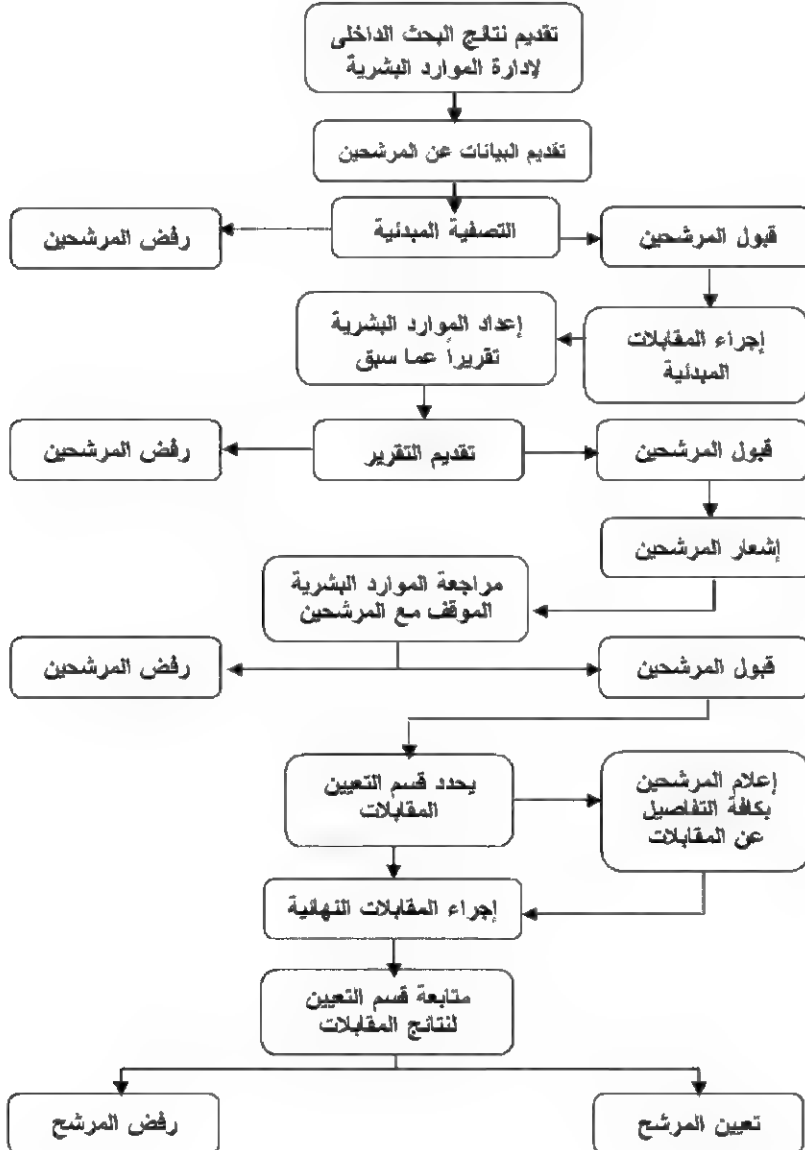 تقديم نتائج البحث الداخلى
لإدارة الموارد البشرية
تقديم البيانات عن المرشحين
قبول المرشحين
التصفية المبدئية
رفض المرشحين
إجراء المقابلات
المبدئية
إعداد الموارد البشرية
تقريراً عما سبق
قبول المرشحين
تقديم التقرير
رفض المرشحين
إشعار المرشحين
مراجعة الموارد البشرية
الموقف مع المرشحين
قبول المرشحين
رفض المرشحين
يحدد قسم التعيين
المقابلات
إعلام المرشحين
بكافة التفاصيل
عن المقابلات
إجراء المقابلات النهائية
متابعة قسم التعيين
لنتائج المقابلات
تعيين المرشح
رفض المرشح